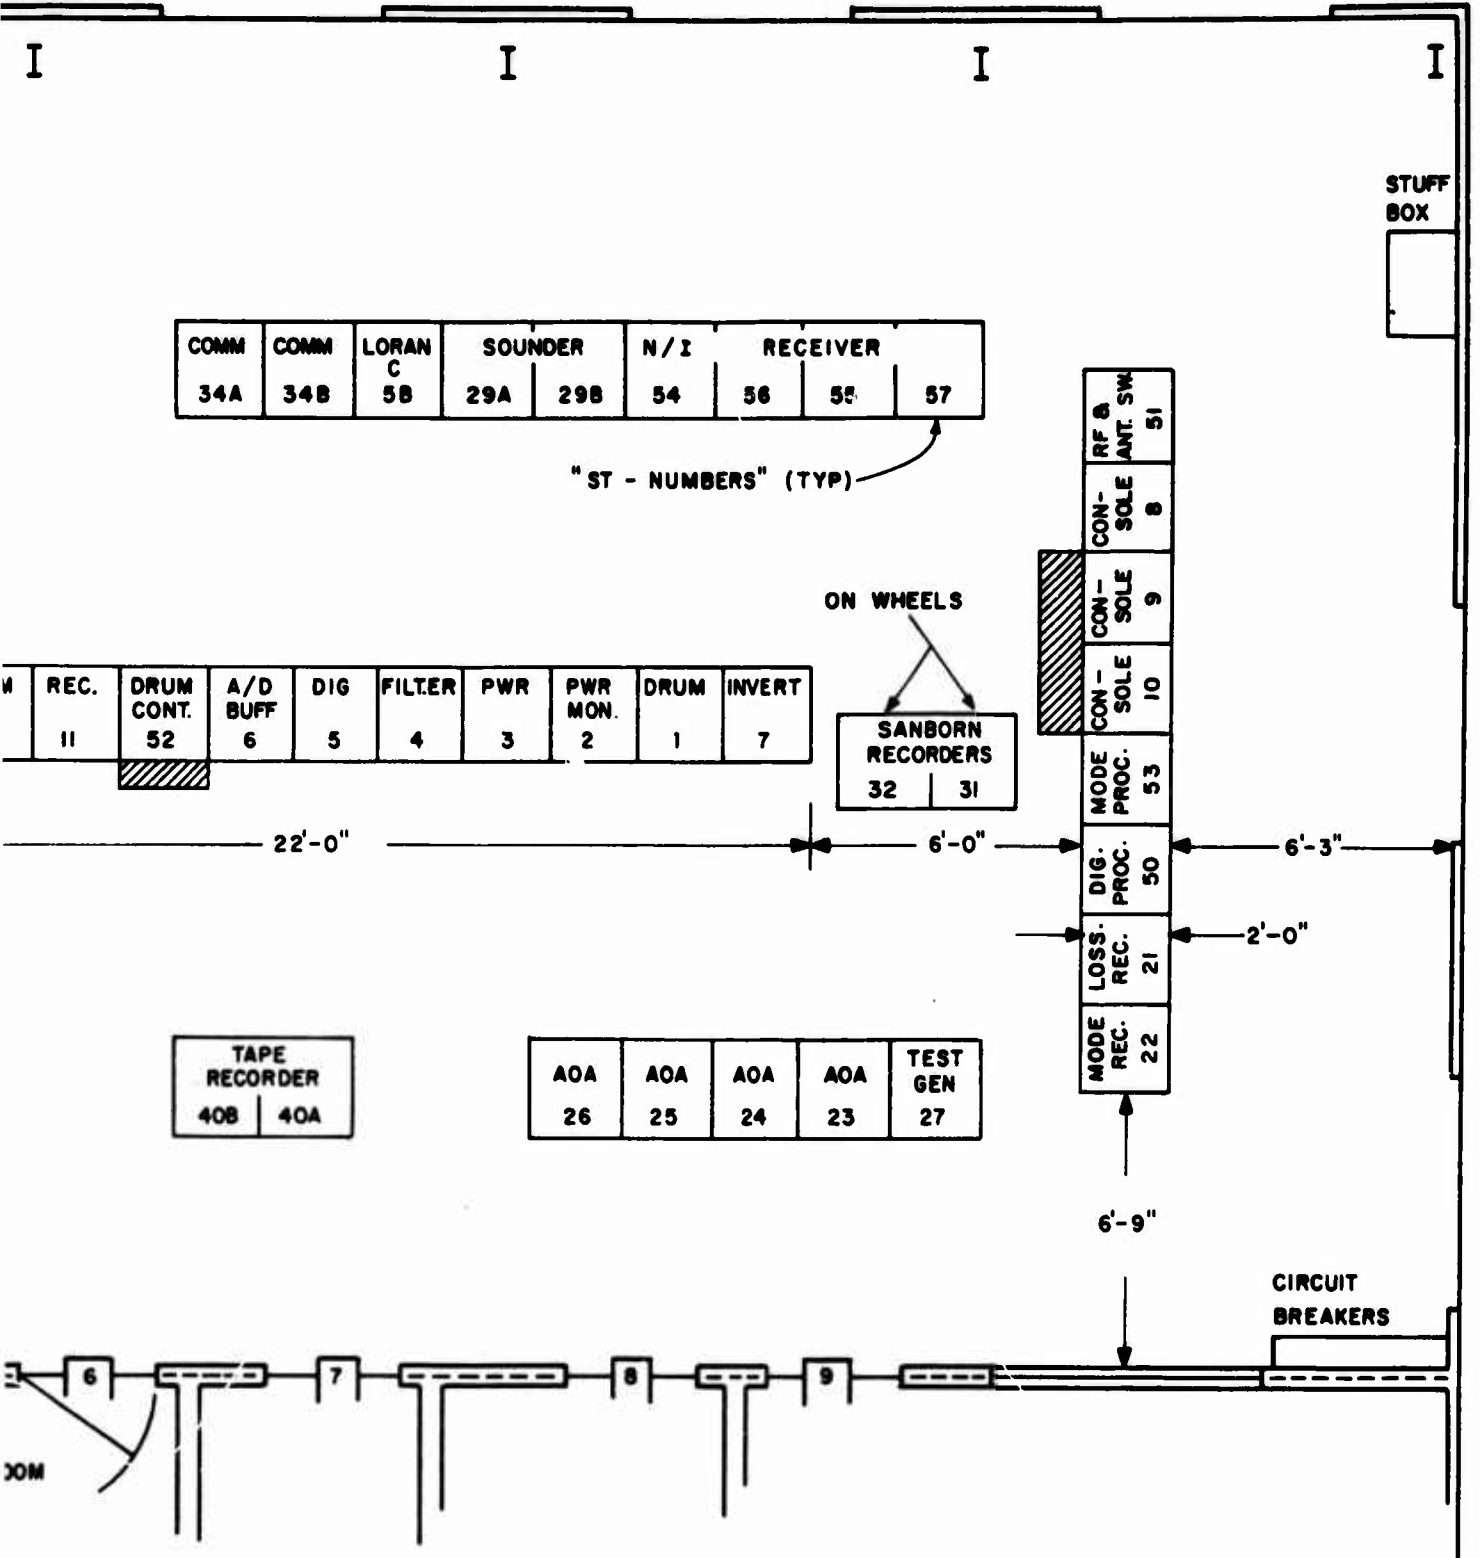 I I I I
STUFF
BOX
COMM COMM LORAN SOUNDER N/I RECEIVER
C
34A 34B 5B 29A 29B 54 56 55 57
"ST - NUMBERS" (TYP)
RF &
ANT. SW.
51
CON-
SOLE
8
CON-
SOLE
9
CON-
SOLE
10
MODE
PROC.
53
DIG.
PROC.
50
LOSS.
REC.
21
MODE
REC.
22
ON WHEELS
M REC. DRUM A/D DIG FILTER PWR PWR DRUM INVERT
CONT. BUFF MON.
11 52 6 5 4 3 2 1 7
SANBORN
RECORDERS
32 31
22'-0" 6'-0" 6'-3"
2'-0"
TAPE
RECORDER
40B 40A
AOA AOA AOA AOA TEST
GEN
26 25 24 23 27
6'-9"
CIRCUIT
BREAKERS
6 7 8 9
OOM